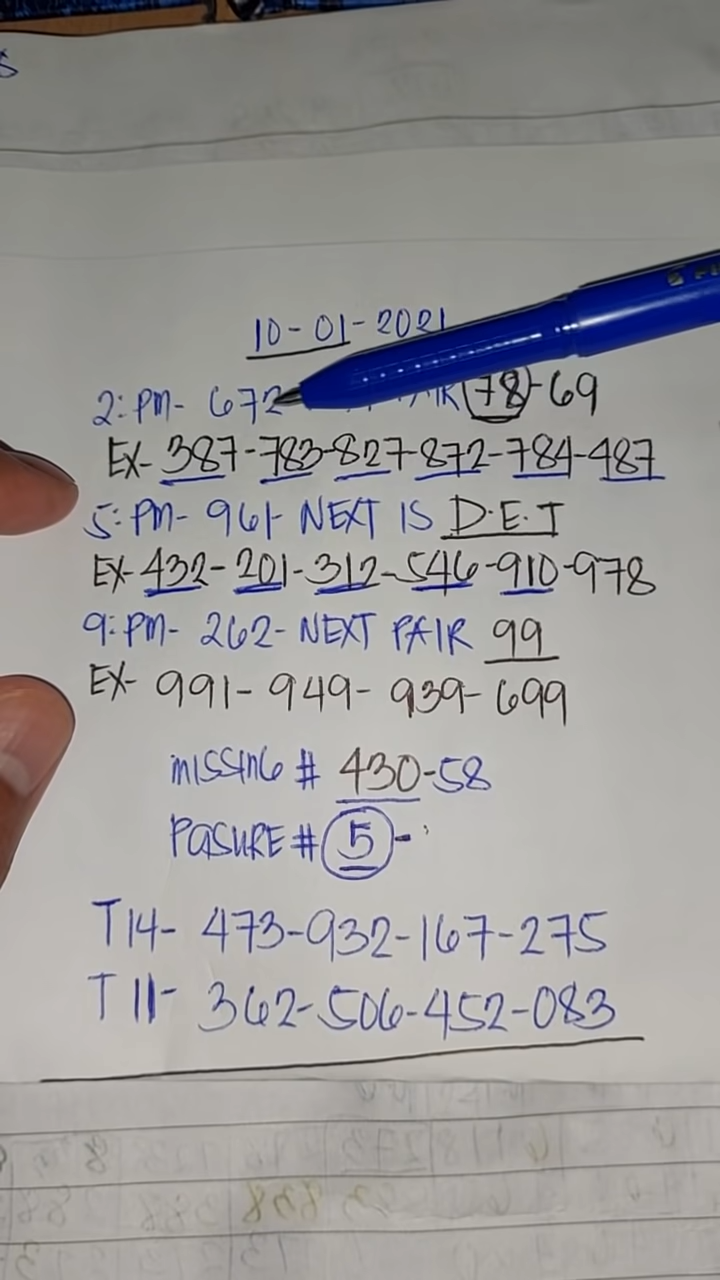 10-01-2021
2:PM- 672 PAIR (78)-69
EX- 387-783-827-872-784-487
5:PM- 961- NEXT IS D.E.T
EX- 432-201-312-546-910-978
9:PM- 262- NEXT PAIR 99
EX- 991-949-939-699
MISSING # 430-58
PASURE # 5-
T14- 473-932-167-275
T11- 362-506-452-083